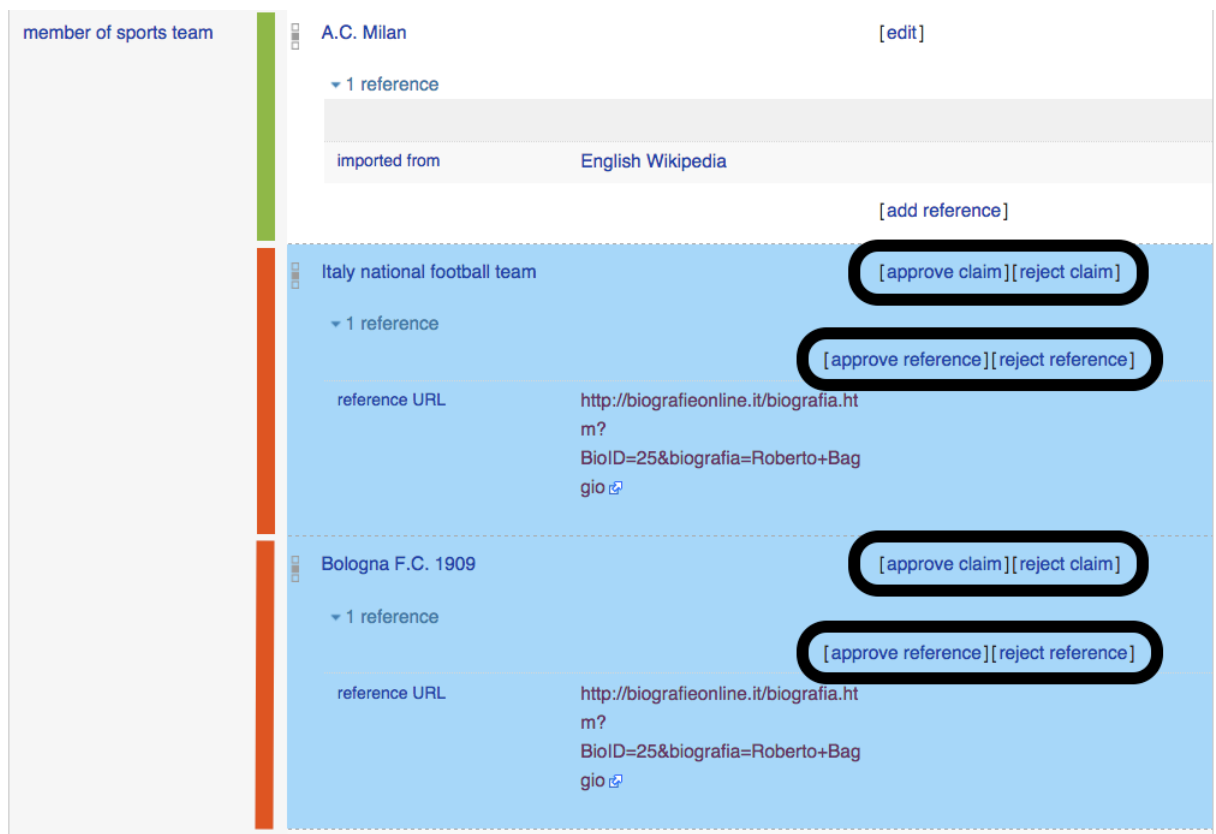 member of sports team
A.C. Milan [edit]
1 reference
imported from English Wikipedia
[add reference]
Italy national football team [approve claim][reject claim]
1 reference
[approve reference][reject reference]
reference URL http://biografieonline.it/biografia.ht
m?
BioID=25&biografia=Roberto+Bag
gio
Bologna F.C. 1909 [approve claim][reject claim]
1 reference
[approve reference][reject reference]
reference URL http://biografieonline.it/biografia.ht
m?
BioID=25&biografia=Roberto+Bag
gio